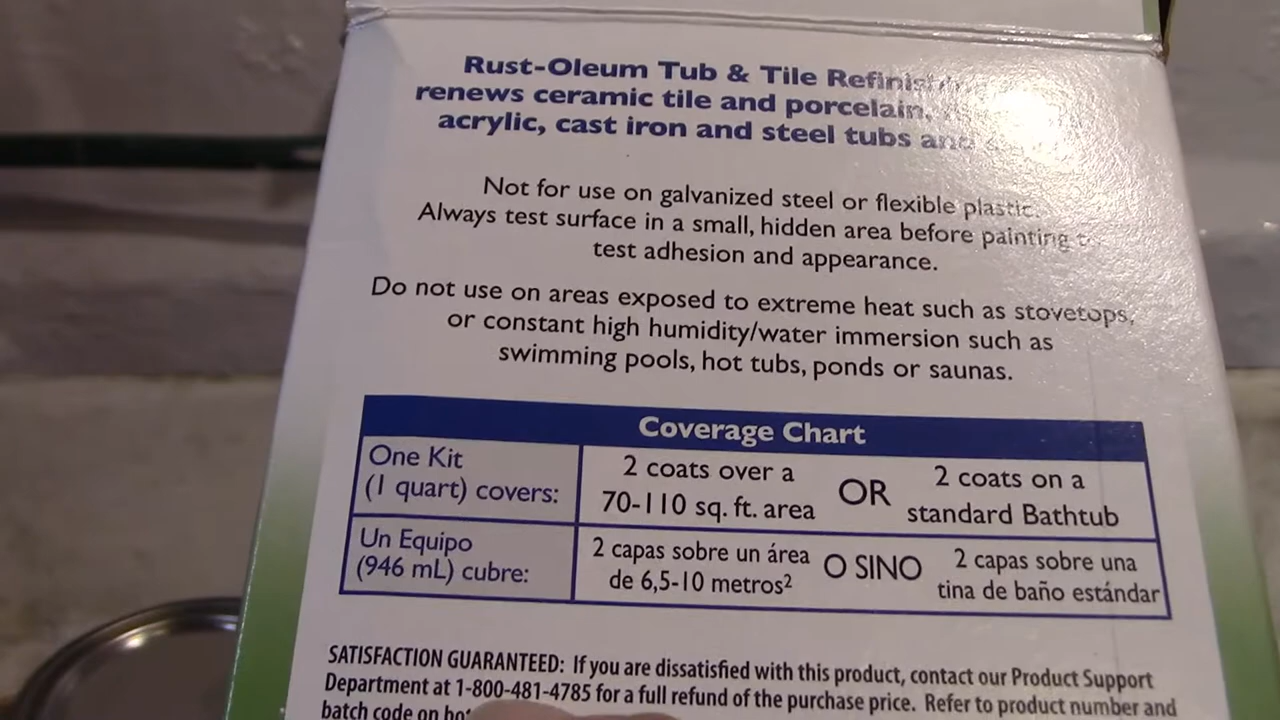 Rust-Oleum Tub & Tile
renews ceramic tile and porcelain,
acrylic, cast iron and steel tubs and
Not for use on galvanized steel or flexible plastic.
Always test surface in a small, hidden area before painting to
test adhesion and appearance.
Do not use on areas exposed to extreme heat such as stovetops,
or constant high humidity/water immersion such as
swimming pools, hot tubs, ponds or saunas.
Coverage Chart
One Kit
(1 quart) covers:
2 coats over a
70-110 sq. ft. area
OR
2 coats on a
standard Bathtub
Un Equipo
(946 mL) cubre:
2 capas sobre un área
de 6,5-10 metros²
O SINO
2 capas sobre una
tina de baño estándar
SATISFACTION GUARANTEED: If you are dissatisfied with this product, contact our Product Support
Department at 1-800-481-4785 for a full refund of the purchase price. Refer to product number and
batch code on